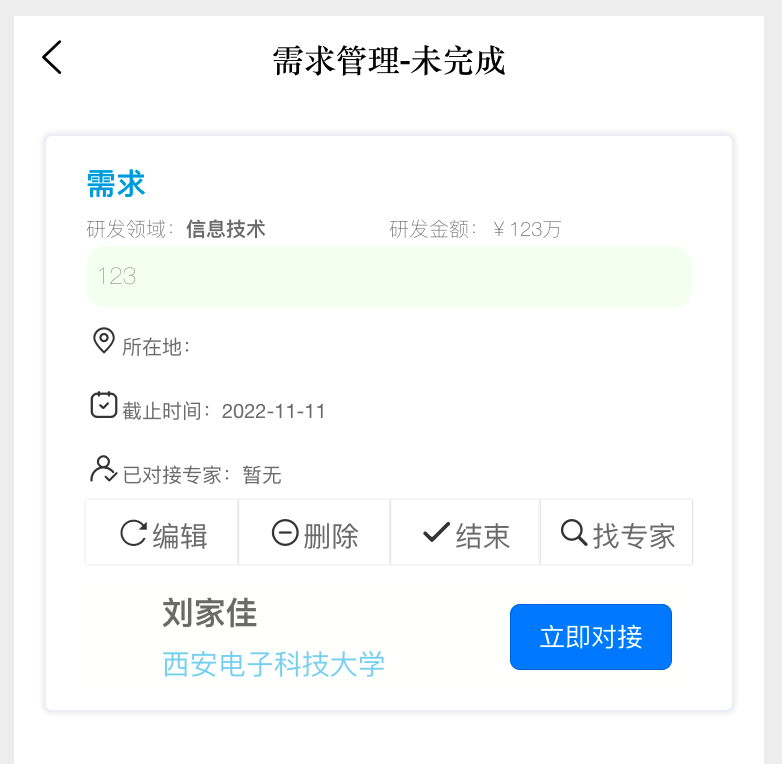 需求管理-未完成
需求
研发领域：信息技术 研发金额：￥123万
123
所在地：
截止时间：2022-11-11
已对接专家：暂无
编辑 删除 结束 找专家
刘家佳
立即对接
西安电子科技大学